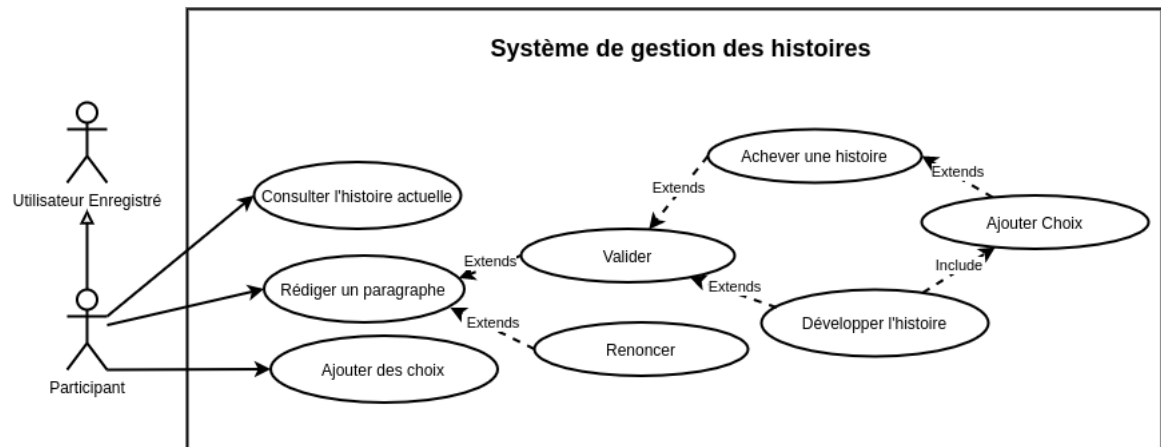 Système de gestion des histoires
Utilisateur Enregistré
Participant
Consulter l'histoire actuelle
Rédiger un paragraphe
Ajouter des choix
Extends
Extends
Valider
Renoncer
Extends
Extends
Achever une histoire
Développer l'histoire
Extends
Include
Ajouter Choix